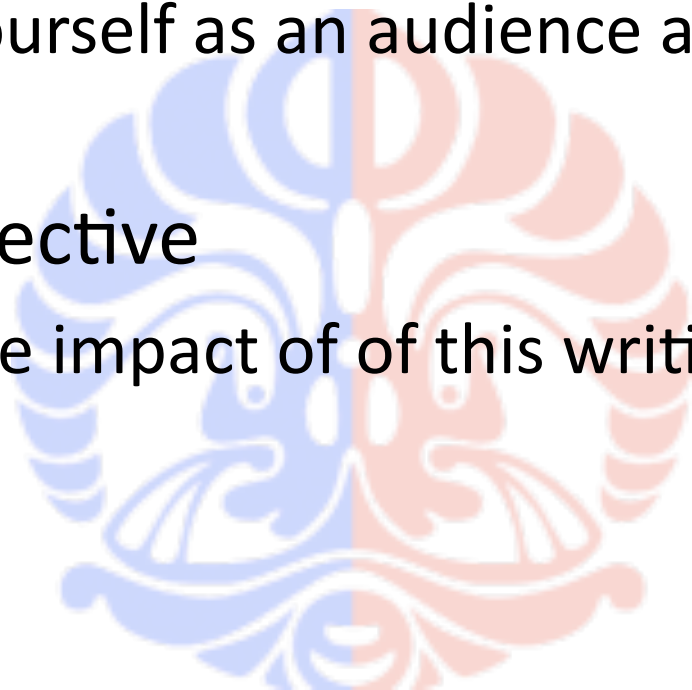 ourself as an audience a
ective
e impact of of this writi